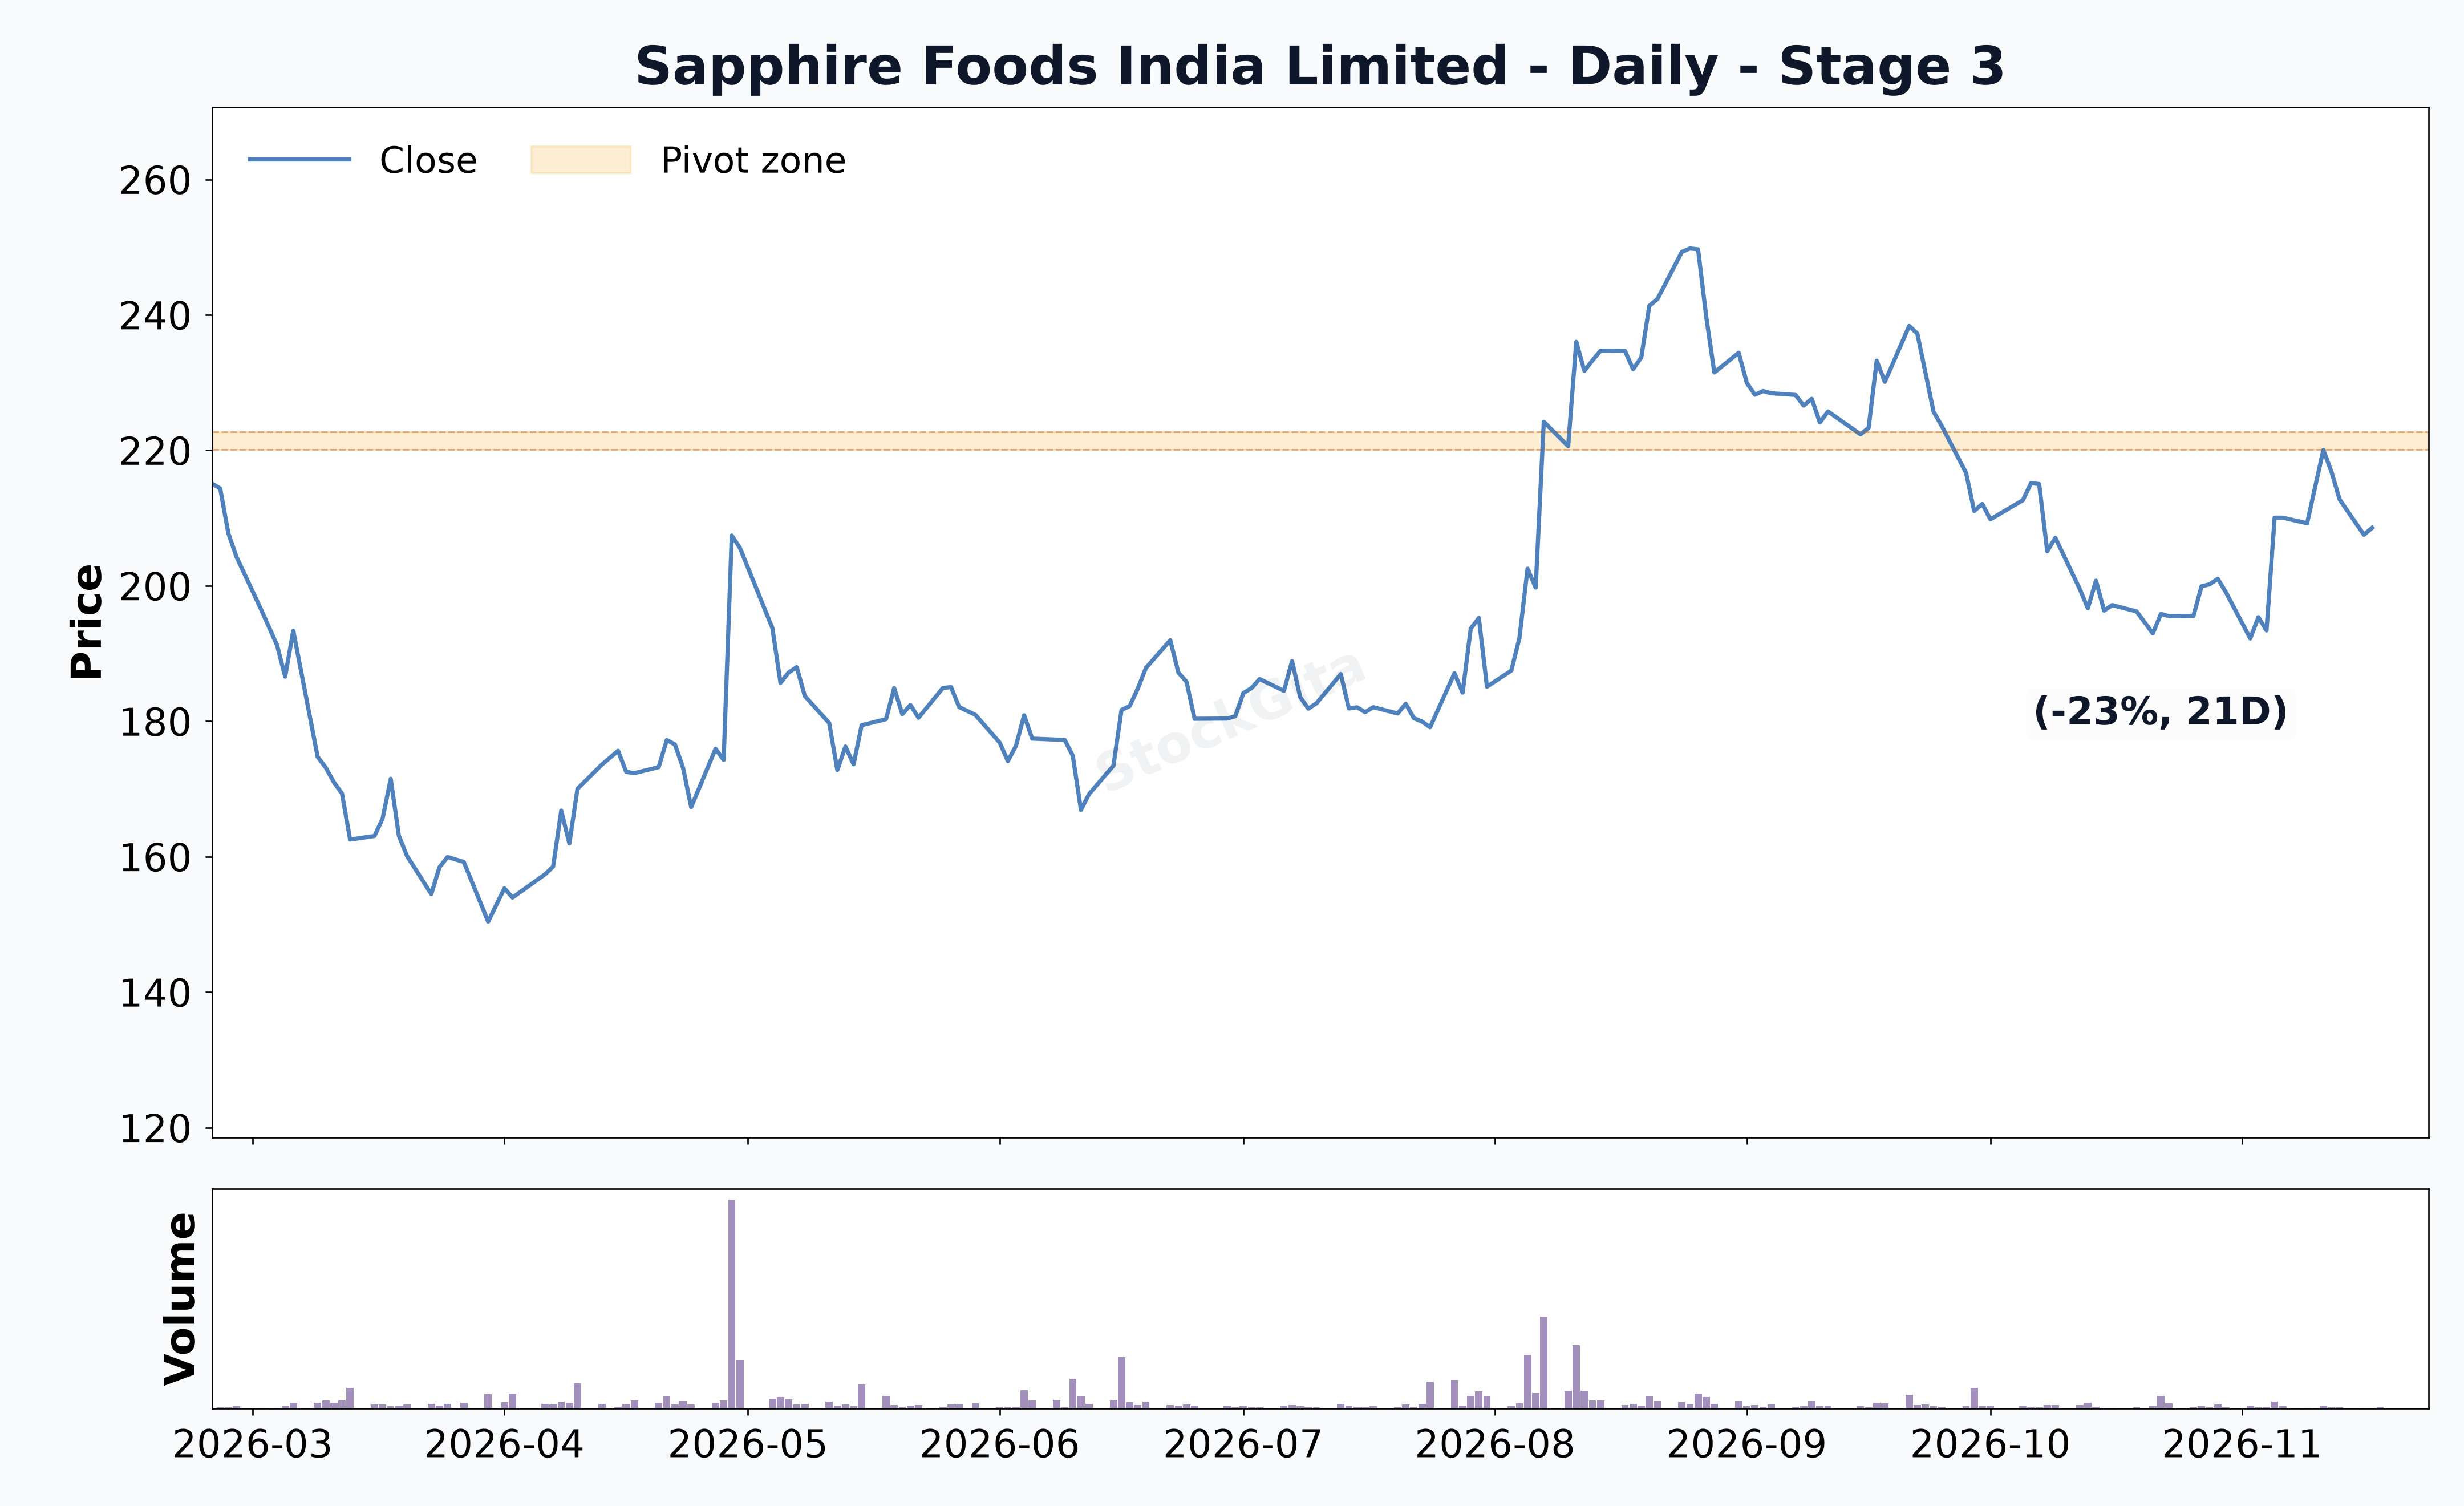 Sapphire Foods India Limited - Daily - Stage 3
Close
Pivot zone
Price
260
240
220
200
180
160
140
120
StockGita
(-23%, 21D)
Volume
2026-03
2026-04
2026-05
2026-06
2026-07
2026-08
2026-09
2026-10
2026-11